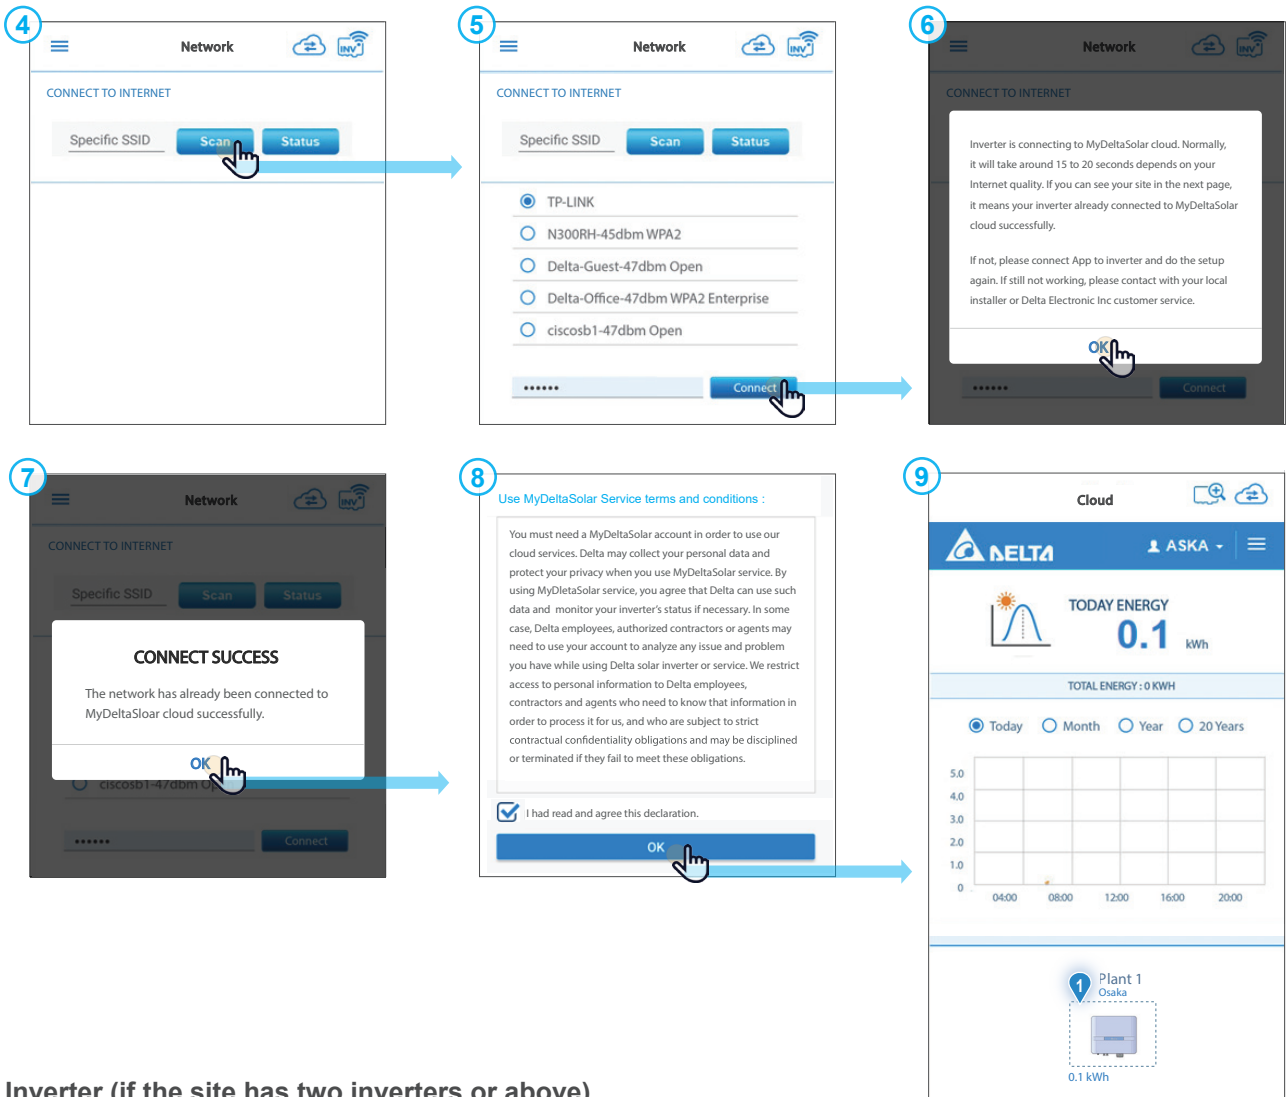 4
Network
INV
CONNECT TO INTERNET
Specific SSID
Scan
Status
5
Network
INV
CONNECT TO INTERNET
Specific SSID
Scan
Status
TP-LINK
N300RH-45dbm WPA2
Delta-Guest-47dbm Open
Delta-Office-47dbm WPA2 Enterprise
ciscosb1-47dbm Open
••••••
Connect
6
Network
INV
CONNECT TO INTERNET
Inverter is connecting to MyDeltaSolar cloud. Normally,
it will take around 15 to 20 seconds depends on your
Internet quality. If you can see your site in the next page,
it means your inverter already connected to MyDeltaSolar
cloud successfully.
If not, please connect App to inverter and do the setup
again. If still not working, please contact with your local
installer or Delta Electronic Inc customer service.
OK
••••••
Connect
7
Network
INV
CONNECT TO INTERNET
Specific SSID
Scan
Status
CONNECT SUCCESS
The network has already been connected to
MyDeltaSloar cloud successfully.
OK
ciscosb1-47dbm Op
••••••
Connect
8
Use MyDeltaSolar Service terms and conditions :
You must need a MyDeltaSolar account in order to use our
cloud services. Delta may collect your personal data and
protect your privacy when you use MyDeltaSolar service. By
using MyDletaSolar service, you agree that Delta can use such
data and monitor your inverter's status if necessary. In some
case, Delta employees, authorized contractors or agents may
need to use your account to analyze any issue and problem
you have while using Delta solar inverter or service. We restrict
access to personal information to Delta employees,
contractors and agents who need to know that information in
order to process it for us, and who are subject to strict
contractual confidentiality obligations and may be disciplined
or terminated if they fail to meet these obligations.
I had read and agree this declaration.
OK
9
Cloud
DELTA
ASKA
TODAY ENERGY
0.1 kWh
TOTAL ENERGY : 0 KWH
Today Month Year 20 Years
5.0
4.0
3.0
2.0
1.0
0
04:00 08:00 12:00 16:00 20:00
1
Plant 1
Osaka
0.1 kWh
Inverter (if the site has two inverters or above)